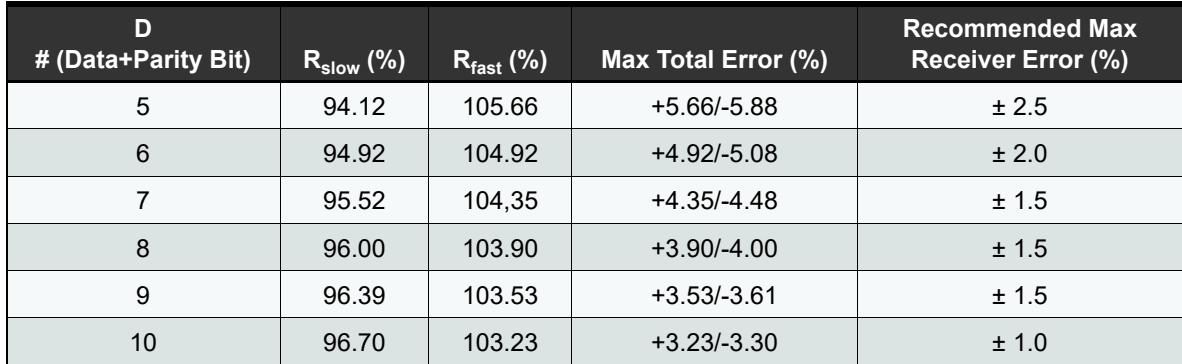 D
# (Data+Parity Bit) Rslow (%) Rfast (%) Max Total Error (%) Recommended Max Receiver Error (%)
5 94.12 105.66 +5.66/-5.88 ± 2.5
6 94.92 104.92 +4.92/-5.08 ± 2.0
7 95.52 104,35 +4.35/-4.48 ± 1.5
8 96.00 103.90 +3.90/-4.00 ± 1.5
9 96.39 103.53 +3.53/-3.61 ± 1.5
10 96.70 103.23 +3.23/-3.30 ± 1.0